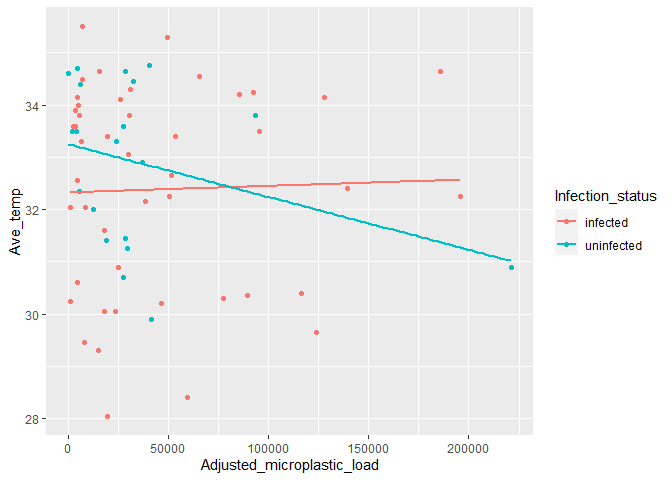 34
32
30
28
Ave_temp
0
50000
100000
150000
200000
Adjusted_microplastic_load
Infection_status
infected
uninfected